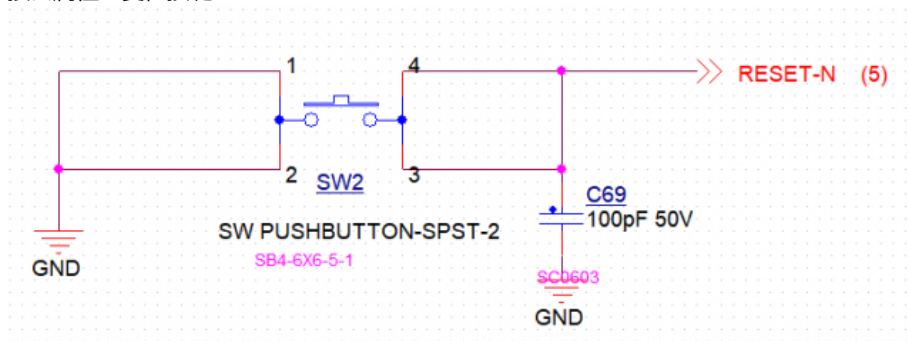 1
4
RESET-N (5)
2
SW2
3
C69
100pF 50V
SW PUSHBUTTON-SPST-2
SB4-6X6-5-1
GND
SC0603
GND